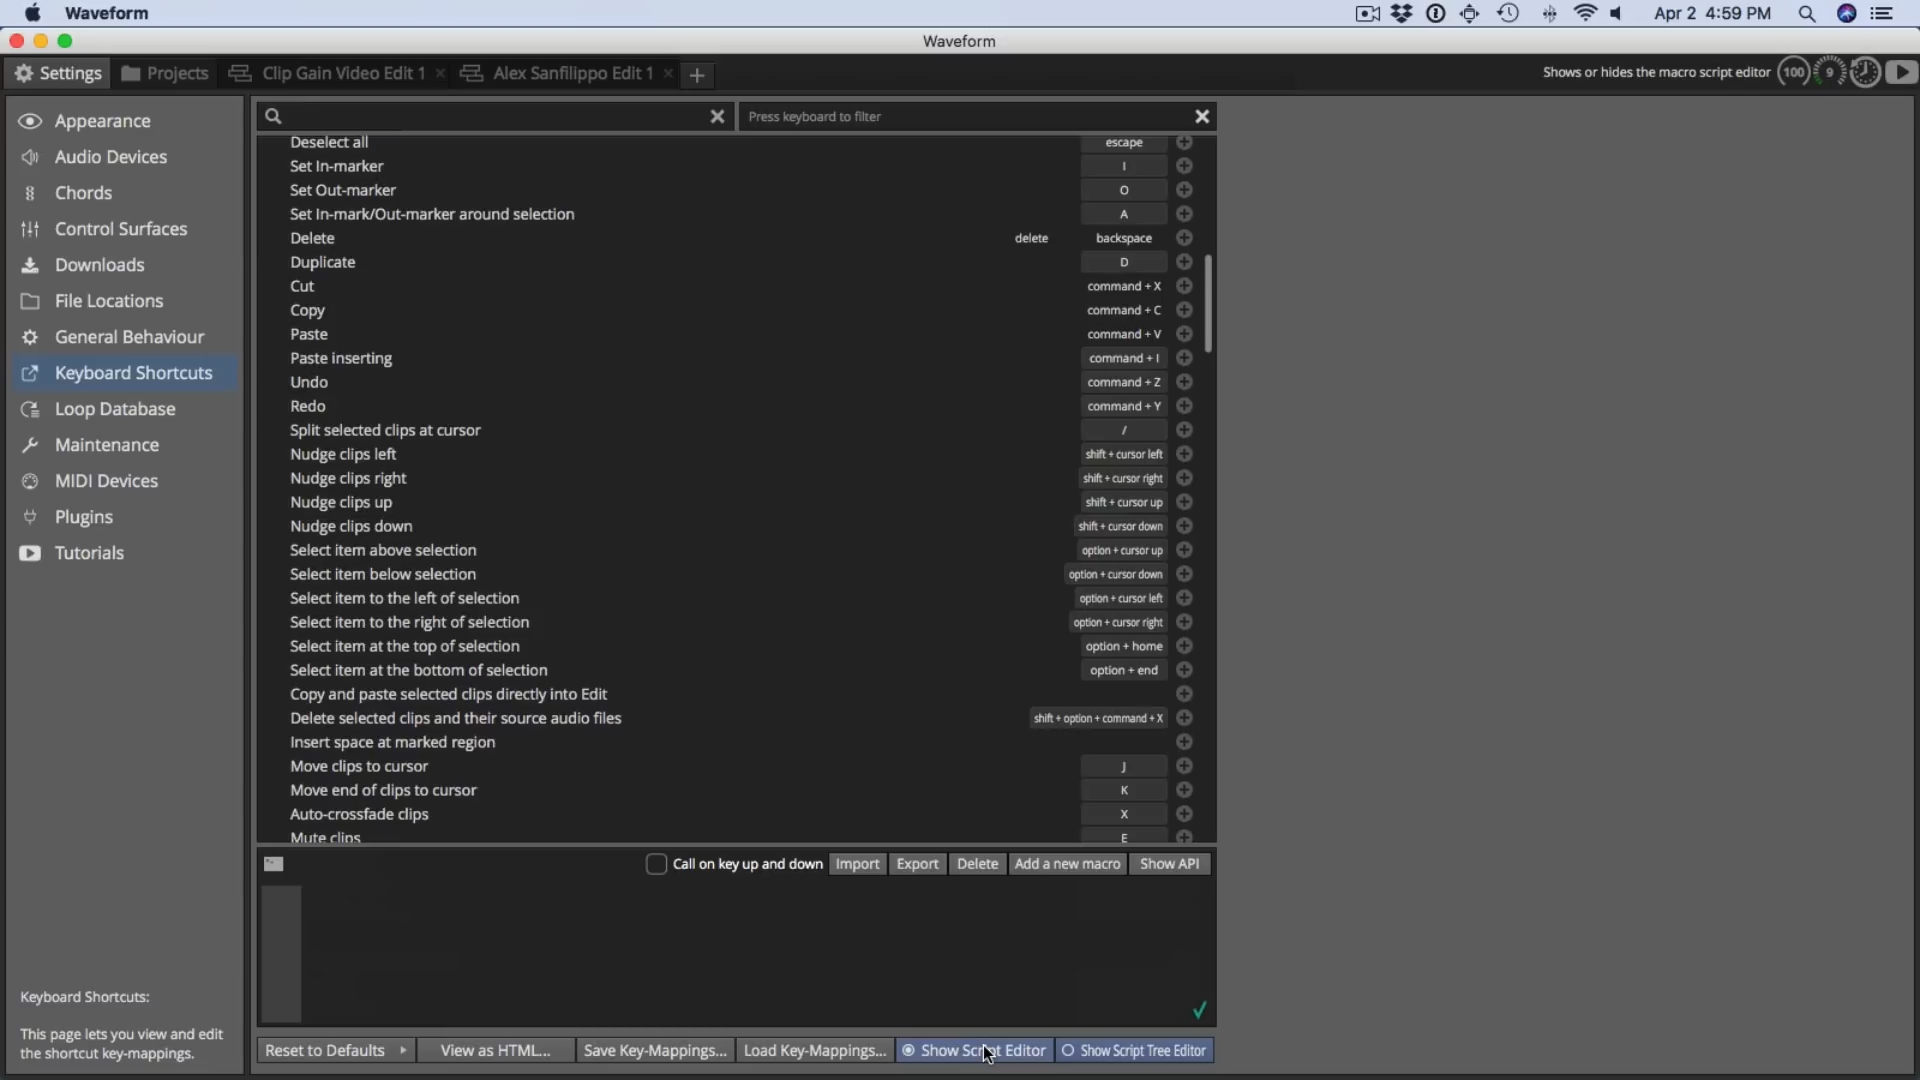 Waveform
Apr 2 4:59 PM
Waveform
Settings
Projects
Clip Gain Video Edit 1
Alex Sanfilippo Edit 1
Shows or hides the macro script editor
100
9
Appearance
Audio Devices
Chords
Control Surfaces
Downloads
File Locations
General Behaviour
Keyboard Shortcuts
Loop Database
Maintenance
MIDI Devices
Plugins
Tutorials
Keyboard Shortcuts:
This page lets you view and edit
the shortcut key-mappings.
Press keyboard to filter
Deselect all escape
Set In-marker I
Set Out-marker O
Set In-mark/Out-marker around selection A
Delete delete backspace
Duplicate D
Cut command + X
Copy command + C
Paste command + V
Paste inserting command + I
Undo command + Z
Redo command + Y
Split selected clips at cursor /
Nudge clips left shift + cursor left
Nudge clips right shift + cursor right
Nudge clips up shift + cursor up
Nudge clips down shift + cursor down
Select item above selection option + cursor up
Select item below selection option + cursor down
Select item to the left of selection option + cursor left
Select item to the right of selection option + cursor right
Select item at the top of selection option + home
Select item at the bottom of selection option + end
Copy and paste selected clips directly into Edit
Delete selected clips and their source audio files shift + option + command + X
Insert space at marked region
Move clips to cursor J
Move end of clips to cursor K
Auto-crossfade clips X
Mute clips E
Call on key up and down Import Export Delete Add a new macro Show API
Reset to Defaults View as HTML... Save Key-Mappings... Load Key-Mappings... Show Script Editor Show Script Tree Editor